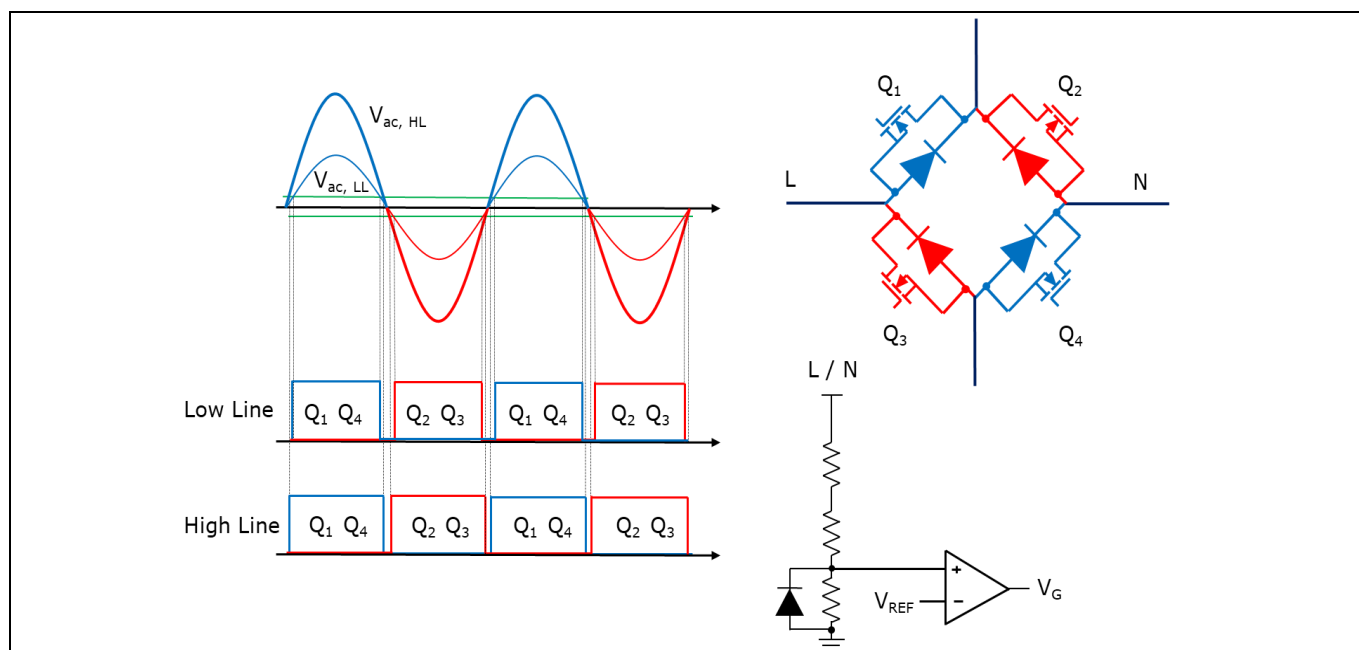 V_ac, HL
V_ac, LL
Low Line
Q₁ Q₄
Q₂ Q₃
Q₁ Q₄
Q₂ Q₃
High Line
Q₁ Q₄
Q₂ Q₃
Q₁ Q₄
Q₂ Q₃
Q₁
Q₂
L
N
Q₃
Q₄
L / N
+
−
V_REF
V_G